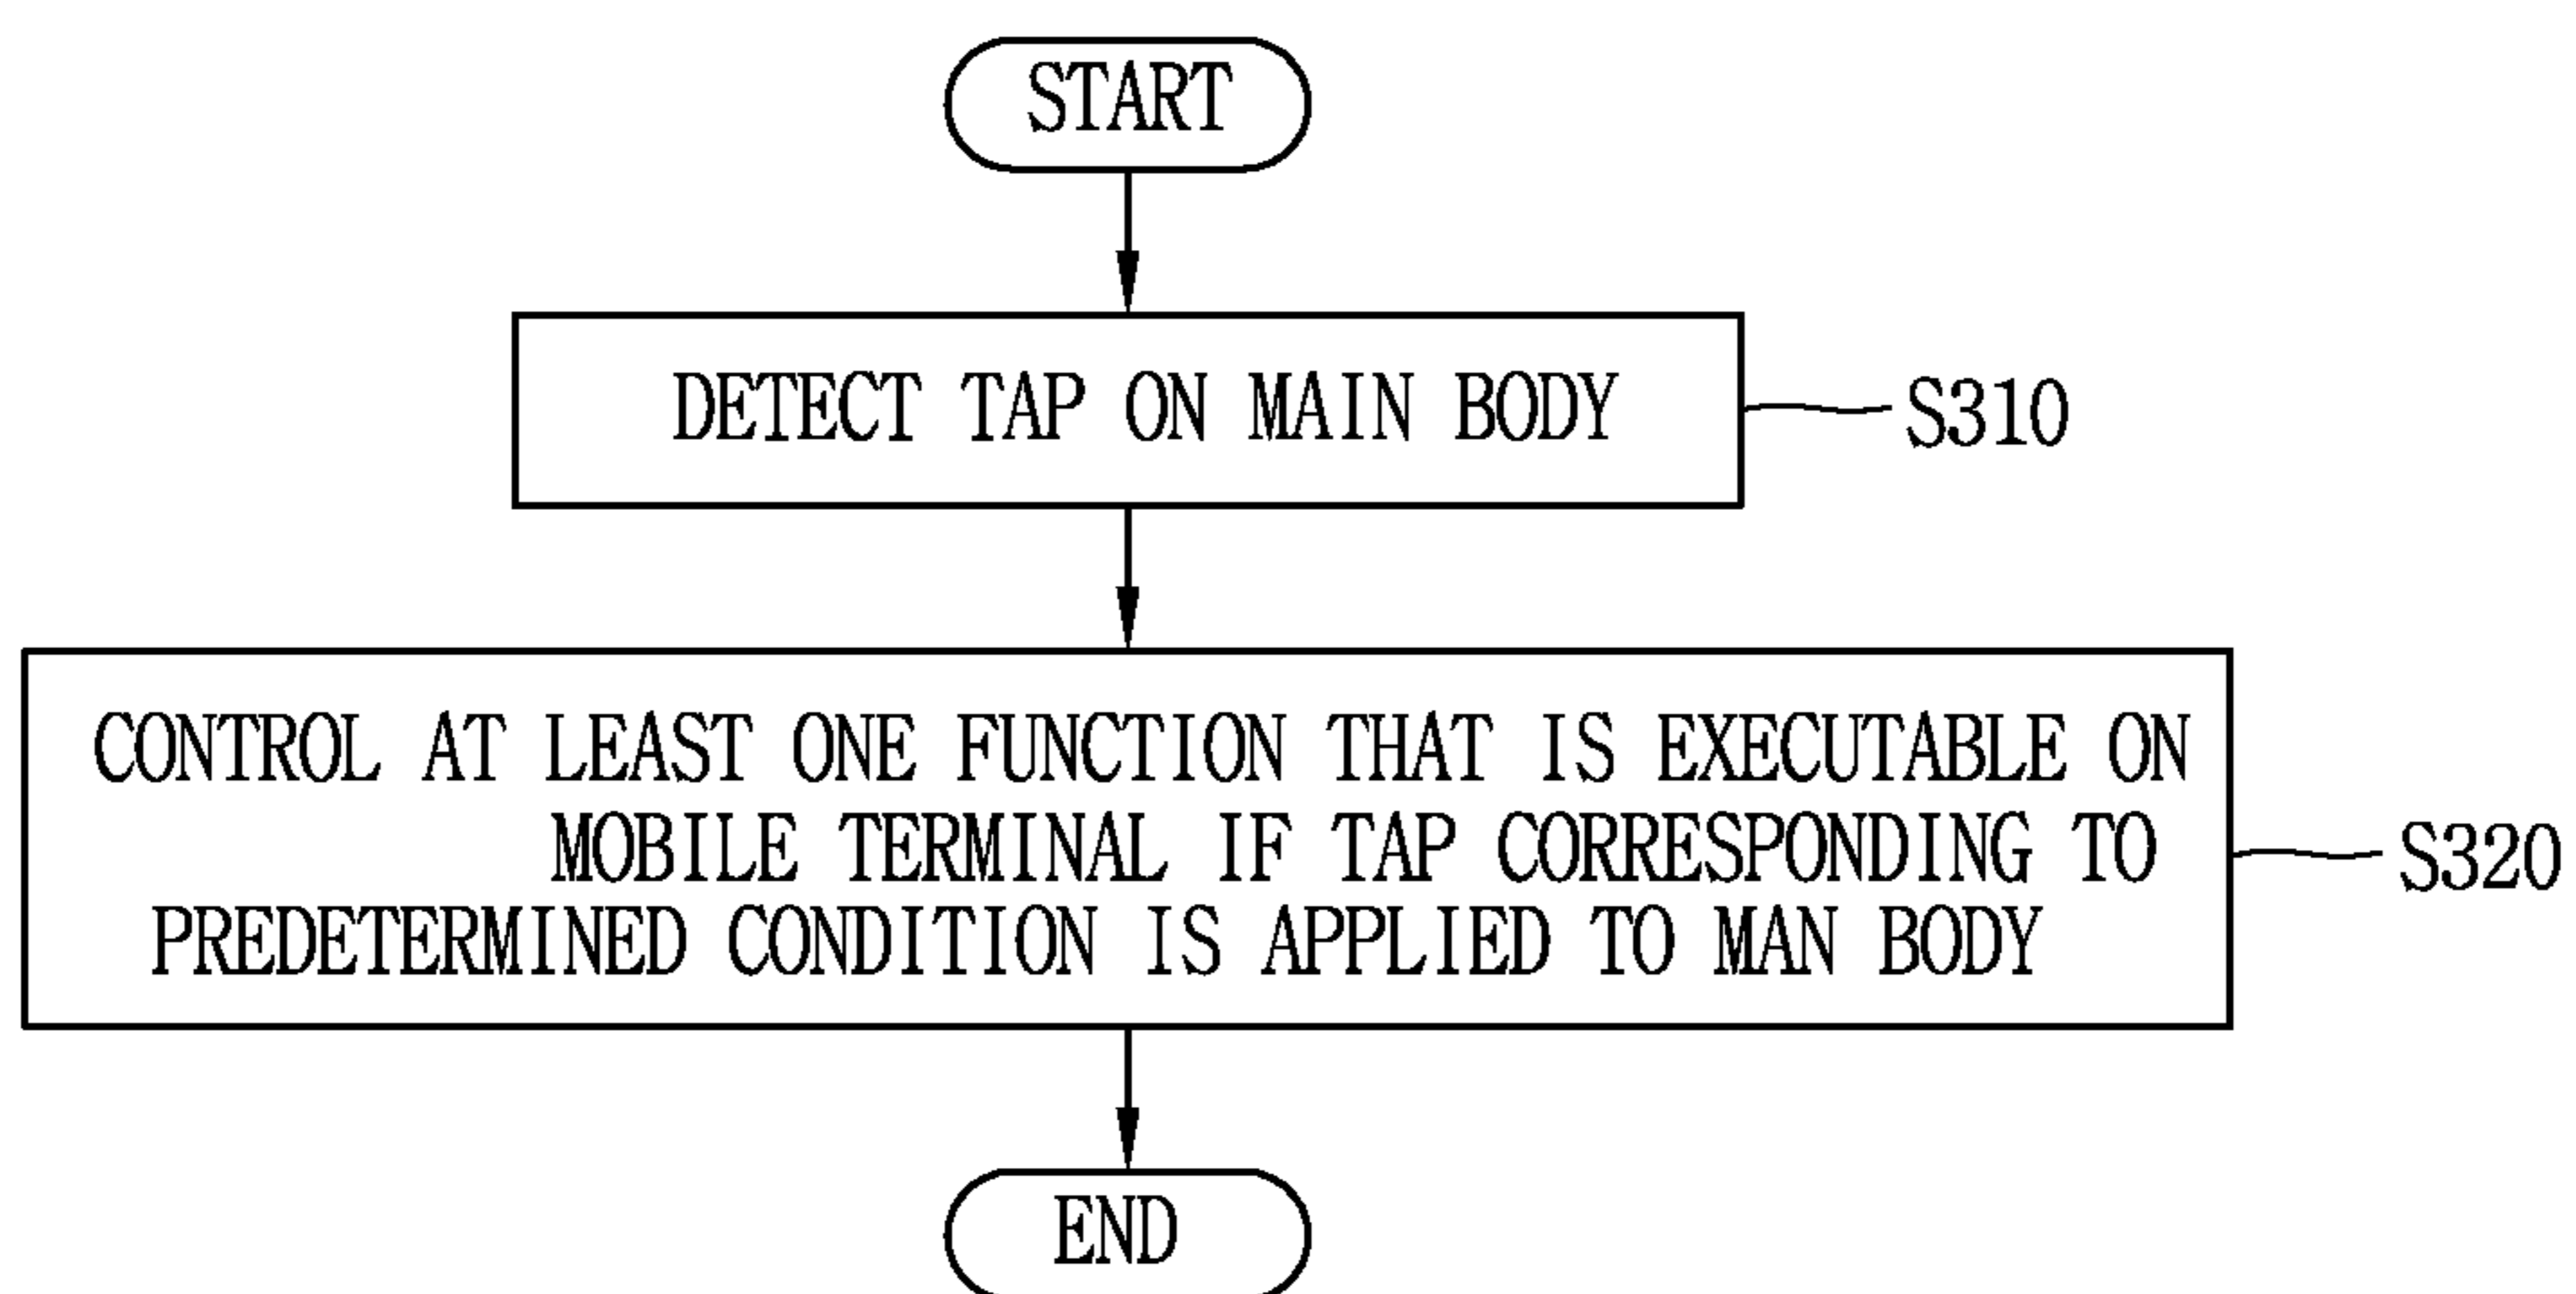 START
DETECT TAP ON MAIN BODY
S310
CONTROL AT LEAST ONE FUNCTION THAT IS EXECUTABLE ON
MOBILE TERMINAL IF TAP CORRESPONDING TO
PREDETERMINED CONDITION IS APPLIED TO MAN BODY
S320
END